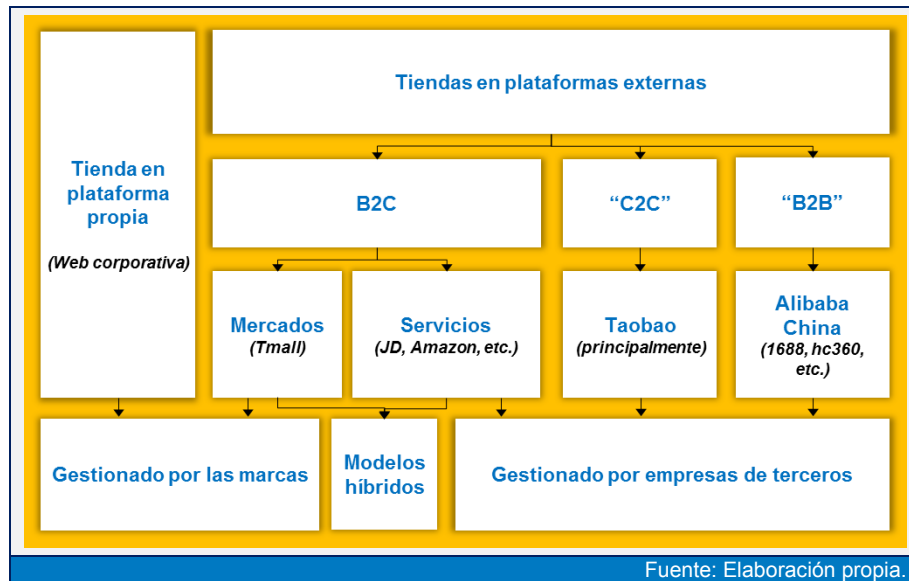 Tienda en
plataforma
propia
(Web corporativa)
Tiendas en plataformas externas
B2C
“C2C”
“B2B”
Mercados
(Tmall)
Servicios
(JD, Amazon, etc.)
Taobao
(principalmente)
Alibaba
China
(1688, hc360,
etc.)
Gestionado por las marcas
Modelos
híbridos
Gestionado por empresas de terceros
Fuente: Elaboración propia.